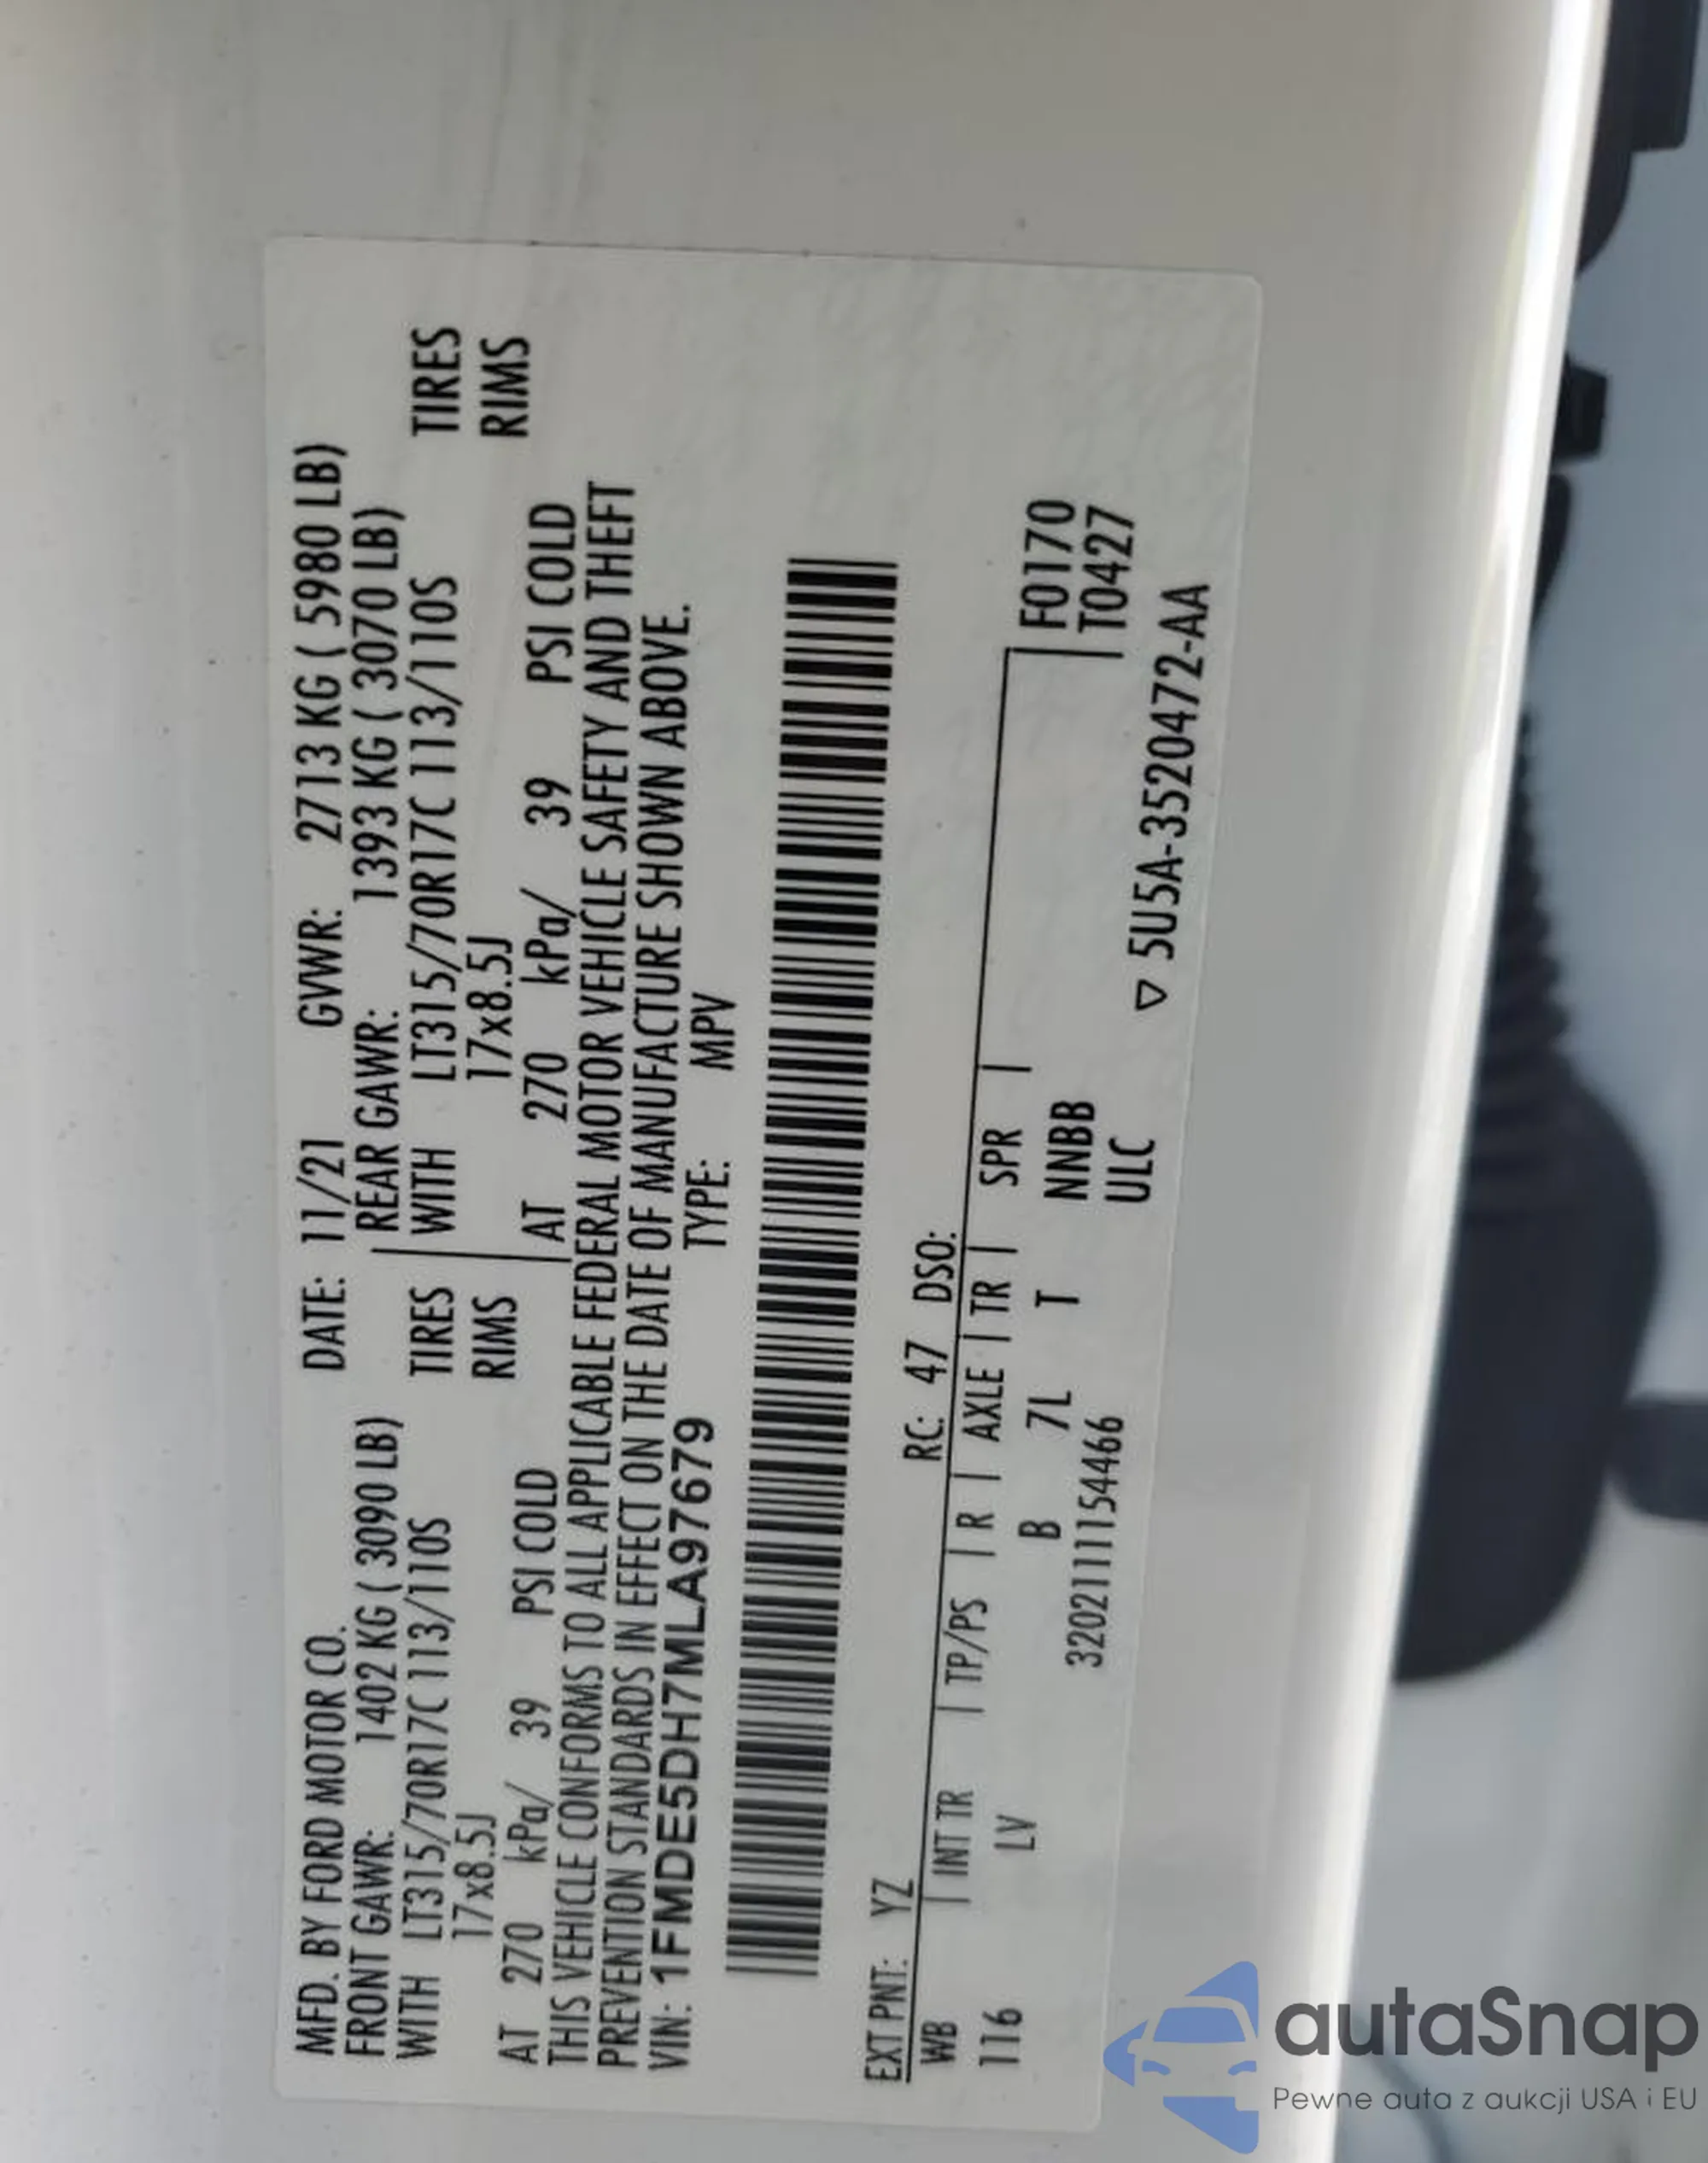 MFD. BY FORD MOTOR CO. DATE: 11/21 GVWR: 2713 KG ( 5980 LB)
FRONT GAWR: 1402 KG ( 3090 LB) REAR GAWR: 1393 KG ( 3070 LB)
WITH LT315/70R17C 113/110S TIRES WITH LT315/70R17C 113/110S TIRES
17x8.5J RIMS 17x8.5J RIMS
AT 270 kPa/ 39 PSI COLD AT 270 kPa/ 39 PSI COLD
THIS VEHICLE CONFORMS TO ALL APPLICABLE FEDERAL MOTOR VEHICLE SAFETY AND THEFT
PREVENTION STANDARDS IN EFFECT ON THE DATE OF MANUFACTURE SHOWN ABOVE.
VIN: 1FMDE5DH7MLA97679 TYPE: MPV
EXT PNT: YZ RC: 47 DSO:
WB | INT TR | TP/PS | R | AXLE | TR | SPR |
116 LV B 7L T NNBB F0170
3202111154466 ULC T0427
▽ 5U5A-3520472-AA
autaSnap
Pewne auta z aukcji USA i EU